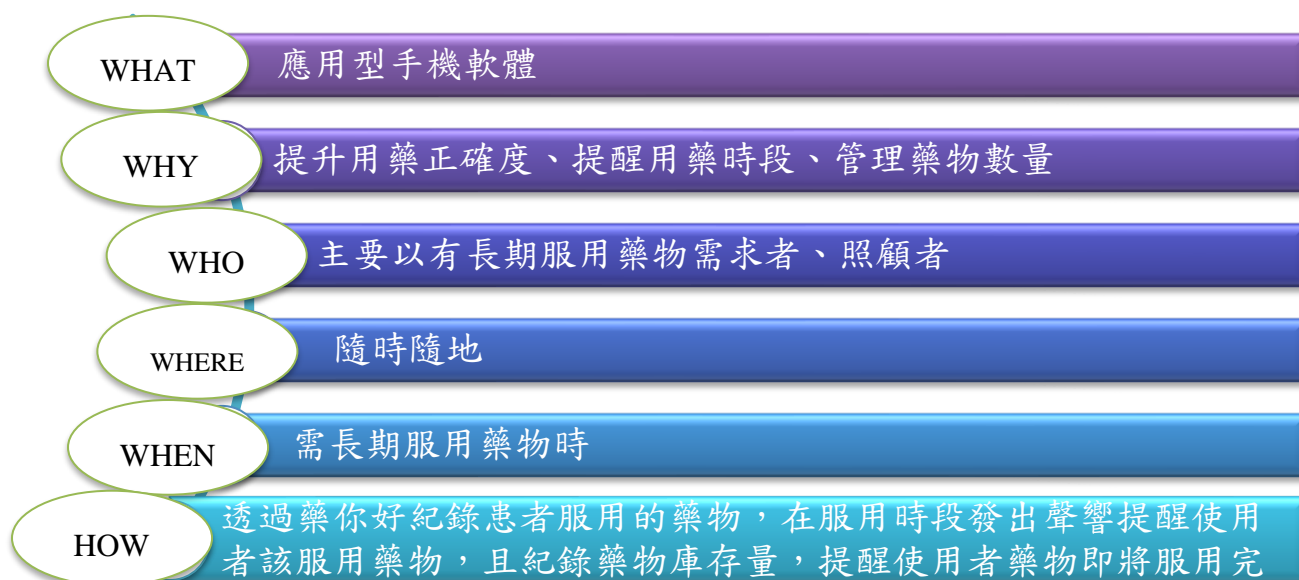 WHAT 應用型手機軟體
WHY 提升用藥正確度、提醒用藥時段、管理藥物數量
WHO 主要以有長期服用藥物需求者、照顧者
WHERE 隨時隨地
WHEN 需長期服用藥物時
HOW 透過藥你好紀錄患者服用的藥物，在服用時段發出聲響提醒使用
者該服用藥物，且紀錄藥物庫存量，提醒使用者藥物即將服用完